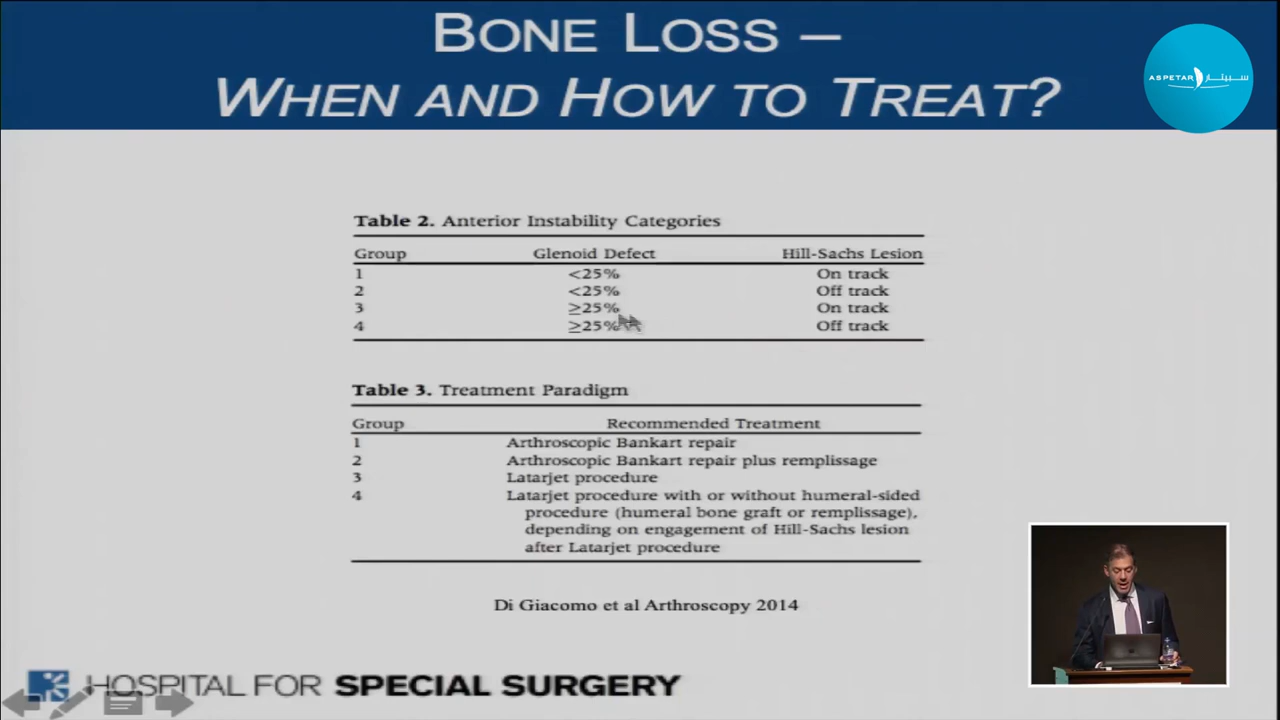 BONE LOSS –
WHEN AND HOW TO TREAT?
ASPETAR سبيتار
Table 2. Anterior Instability Categories
Group Glenoid Defect Hill-Sachs Lesion
1 <25% On track
2 <25% Off track
3 ≥25% On track
4 ≥25% Off track
Table 3. Treatment Paradigm
Group Recommended Treatment
1 Arthroscopic Bankart repair
2 Arthroscopic Bankart repair plus remplissage
3 Latarjet procedure
4 Latarjet procedure with or without humeral-sided
procedure (humeral bone graft or remplissage),
depending on engagement of Hill-Sachs lesion
after Latarjet procedure
Di Giacomo et al Arthroscopy 2014
HOSPITAL FOR SPECIAL SURGERY